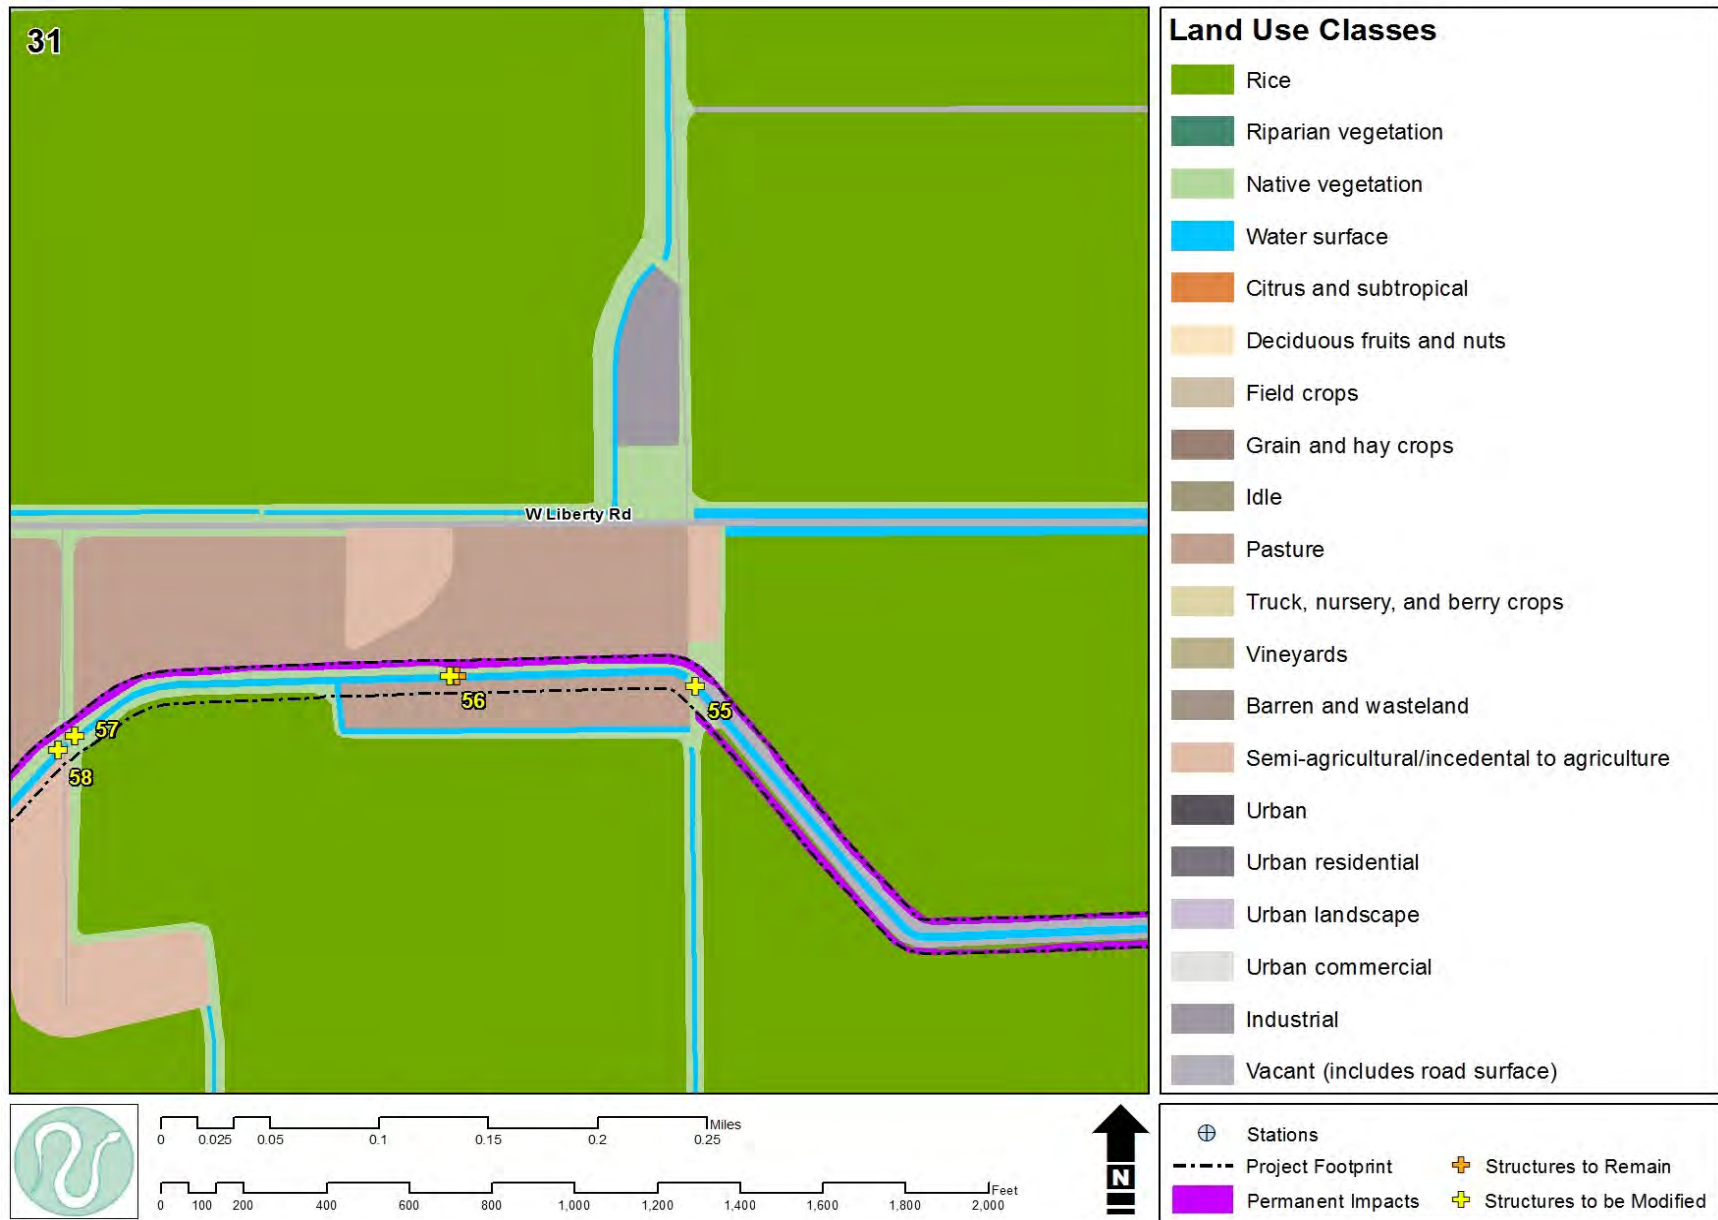 31
W Liberty Rd
56
55
57
58
Land Use Classes
Rice
Riparian vegetation
Native vegetation
Water surface
Citrus and subtropical
Deciduous fruits and nuts
Field crops
Grain and hay crops
Idle
Pasture
Truck, nursery, and berry crops
Vineyards
Barren and wasteland
Semi-agricultural/incedental to agriculture
Urban
Urban residential
Urban landscape
Urban commercial
Industrial
Vacant (includes road surface)
Miles
0 0.025 0.05 0.1 0.15 0.2 0.25
Feet
0 100 200 400 600 800 1,000 1,200 1,400 1,600 1,800 2,000
N
Stations
Project Footprint
Structures to Remain
Permanent Impacts
Structures to be Modified